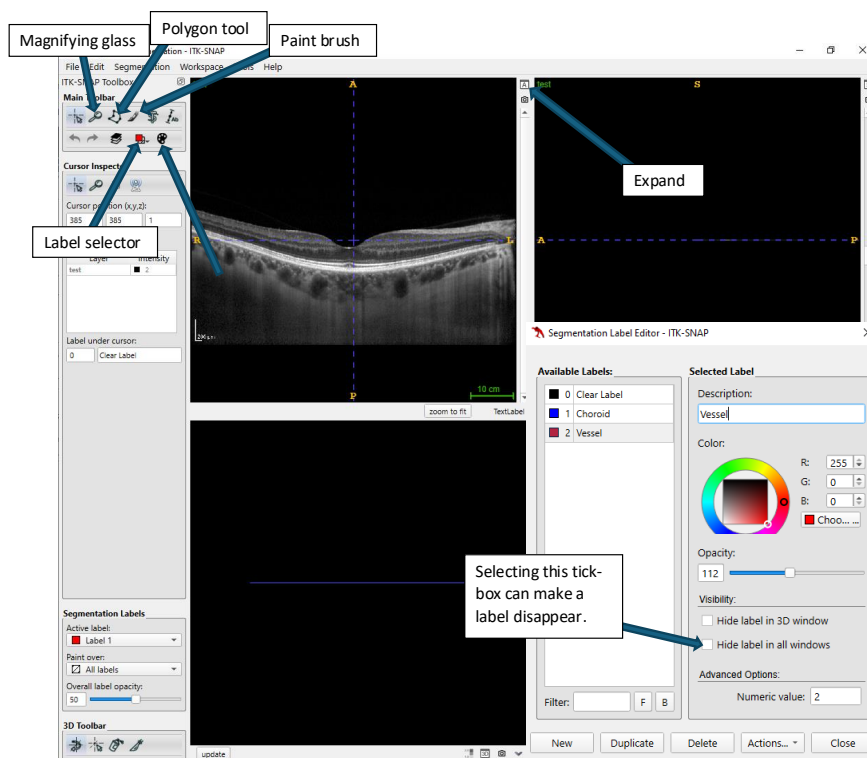 Magnifying glass
Polygon tool
Paint brush
- ITK-SNAP
File Edit Segmentation Workspace Help
ITK-SNAP Toolbox
Main Toolbar
Cursor Inspector
Cursor position (x,y,z):
385 385 1
Label selector
Layer Intensity
test 2
Label under cursor:
0 Clear Label
Segmentation Labels
Active label:
Label 1
Paint over:
All labels
Overall label opacity:
50
3D Toolbar
A
R
L
P
10 cm
zoom to fit TextLabel
update
3D
A
test
S
Expand
A
P
Segmentation Label Editor - ITK-SNAP
Available Labels:
0 Clear Label
1 Choroid
2 Vessel
Selected Label
Description:
Vessel
Color:
R: 255
G: 0
B: 0
Choo... ...
Opacity:
112
Selecting this tick-
box can make a
label disappear.
Visibility:
Hide label in 3D window
Hide label in all windows
Advanced Options:
Numeric value: 2
Filter: F B
New Duplicate Delete Actions... Close